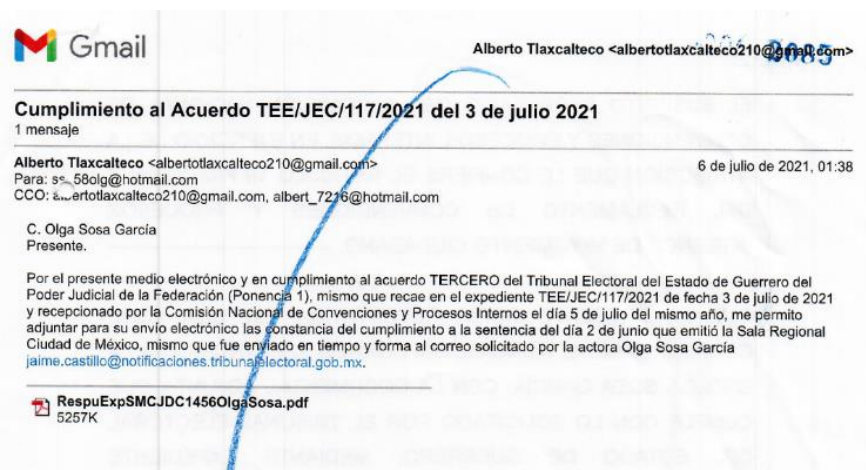 Gmail
Alberto Tlaxcalteco <albertotlaxcalteco210@gmail.com>
Cumplimiento al Acuerdo TEE/JEC/117/2021 del 3 de julio 2021
1 mensaje
Alberto Tlaxcalteco <albertotlaxcalteco210@gmail.com> 6 de julio de 2021, 01:38
Para: ss_58olg@hotmail.com
CCO: albertotlaxcalteco210@gmail.com, albert_7216@hotmail.com
C. Olga Sosa García
Presente.
Por el presente medio electrónico y en cumplimiento al acuerdo TERCERO del Tribunal Electoral del Estado de Guerrero del
Poder Judicial de la Federación (Ponencia 1), mismo que recae en el expediente TEE/JEC/117/2021 de fecha 3 de julio de 2021
y recepcionado por la Comisión Nacional de Convenciones y Procesos Internos el día 5 de julio del mismo año, me permito
adjuntar para su envío electrónico las constancia del cumplimiento a la sentencia del día 2 de junio que emitió la Sala Regional
Ciudad de México, mismo que fue enviado en tiempo y forma al correo solicitado por la actora Olga Sosa García
jaime.castillo@notificaciones.tribunalelectoral.gob.mx.
RespuExpSMCJDC1456OlgaSosa.pdf
5257K